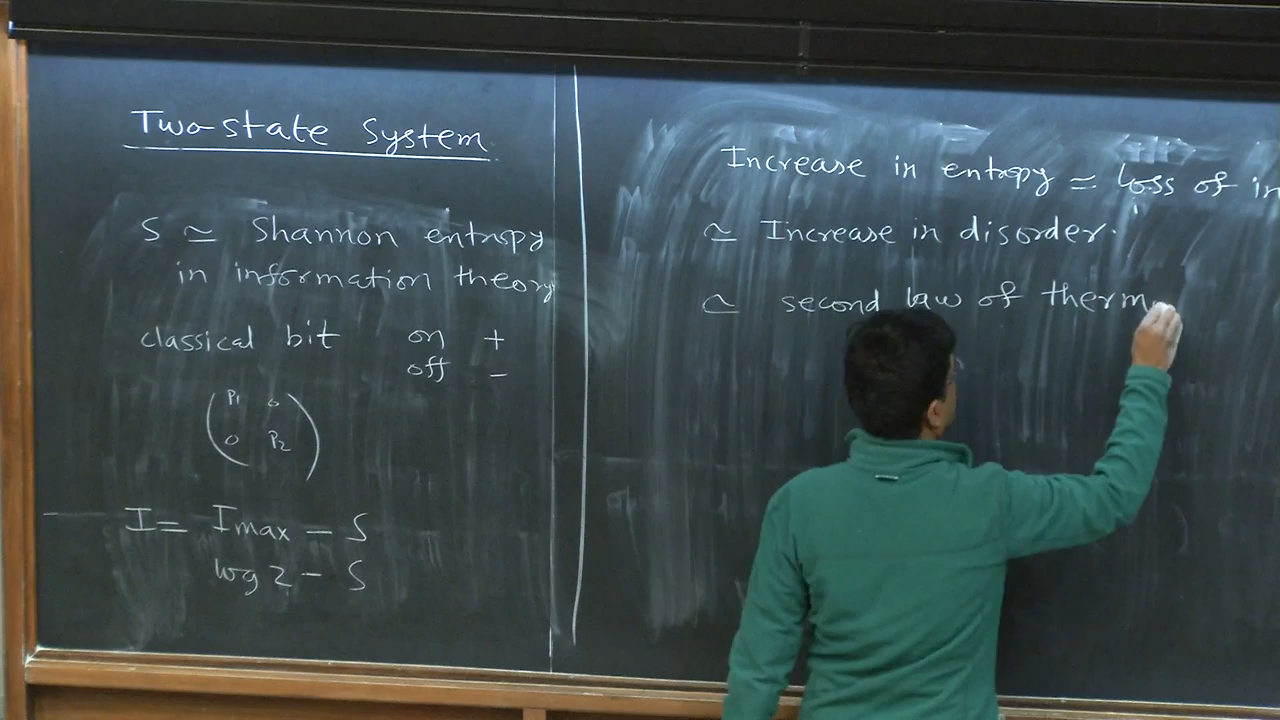 Two-state System
S ≃ Shannon entropy
in information theory
classical bit on +
off -
P1 0
0 P2
I = Imax - S
log 2 - S
Increase in entropy ≃ loss of in
≃ Increase in disorder.
≃ second law of thermo